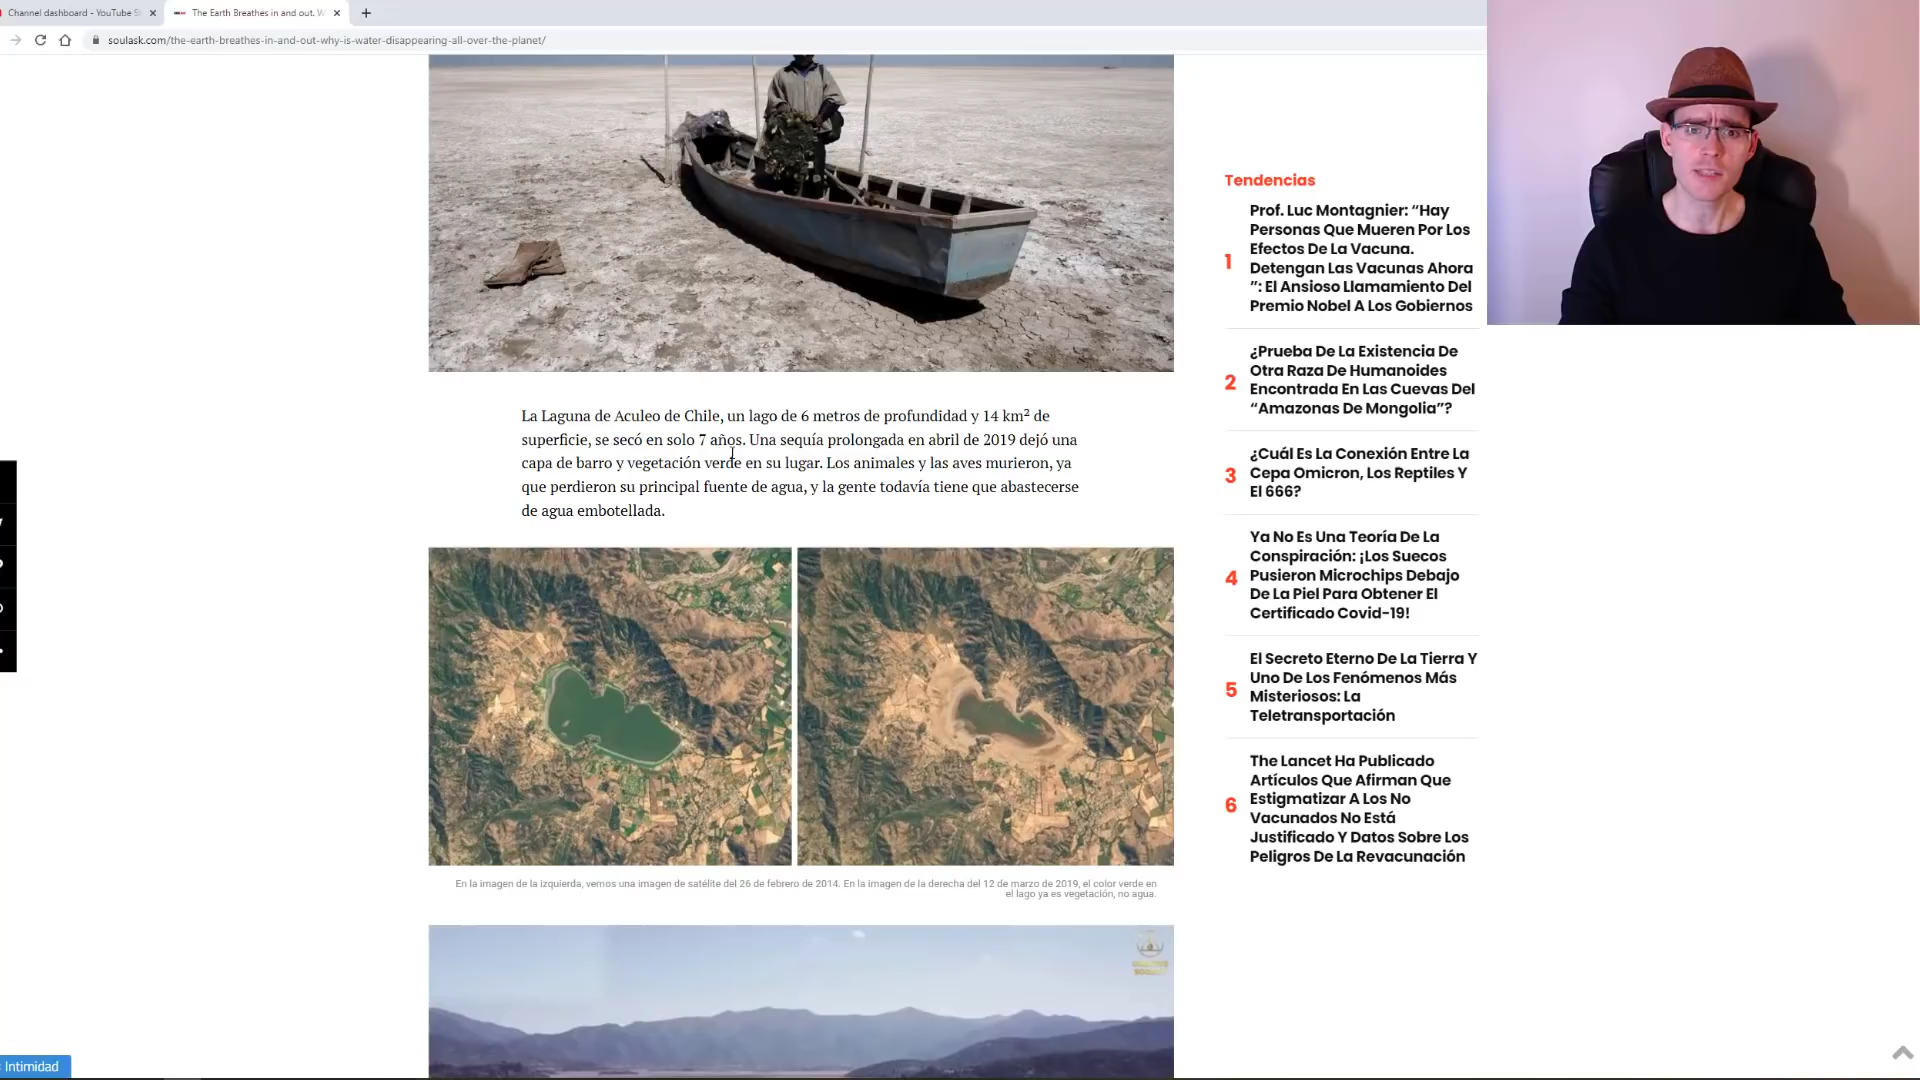 Channel dashboard - YouTube S
The Earth Breathes in and out. W
soulask.com/the-earth-breathes-in-and-out-why-is-water-disappearing-all-over-the-planet/
La Laguna de Aculeo de Chile, un lago de 6 metros de profundidad y 14 km² de
superficie, se secó en solo 7 años. Una sequía prolongada en abril de 2019 dejó una
capa de barro y vegetación verde en su lugar. Los animales y las aves murieron, ya
que perdieron su principal fuente de agua, y la gente todavía tiene que abastecerse
de agua embotellada.
En la imagen de la izquierda, vemos una imagen de satélite del 26 de febrero de 2014. En la imagen de la derecha del 12 de marzo de 2019, el color verde en
el lago ya es vegetación, no agua.
Tendencias
1
Prof. Luc Montagnier: “Hay
Personas Que Mueren Por Los
Efectos De La Vacuna.
Detengan Las Vacunas Ahora
”: El Ansioso Llamamiento Del
Premio Nobel A Los Gobiernos
2
¿Prueba De La Existencia De
Otra Raza De Humanoides
Encontrada En Las Cuevas Del
“Amazonas De Mongolia”?
3
¿Cuál Es La Conexión Entre La
Cepa Omicron, Los Reptiles Y
El 666?
4
Ya No Es Una Teoría De La
Conspiración: ¡Los Suecos
Pusieron Microchips Debajo
De La Piel Para Obtener El
Certificado Covid-19!
5
El Secreto Eterno De La Tierra Y
Uno De Los Fenómenos Más
Misteriosos: La
Teletransportación
6
The Lancet Ha Publicado
Artículos Que Afirman Que
Estigmatizar A Los No
Vacunados No Está
Justificado Y Datos Sobre Los
Peligros De La Revacunación
Intimidad